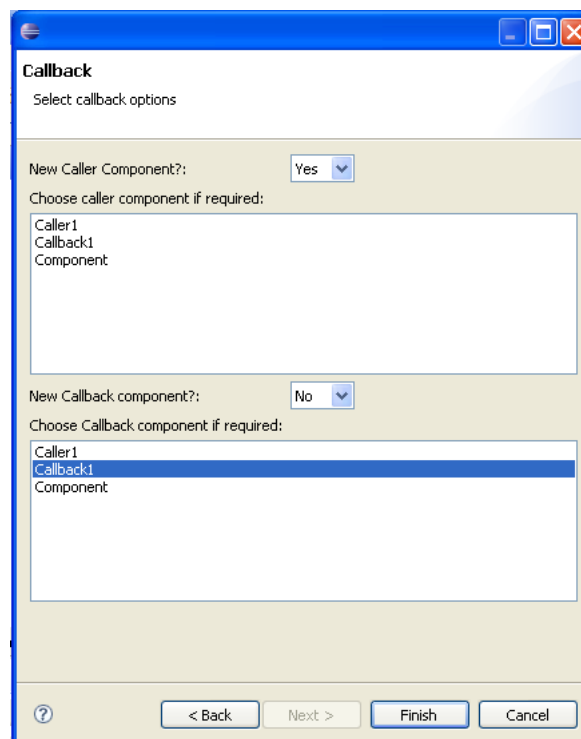 Callback
Select callback options
New Caller Component?: Yes
Choose caller component if required:
Caller1
Callback1
Component
New Callback component?: No
Choose Callback component if required:
Caller1
Callback1
Component
? < Back Next > Finish Cancel